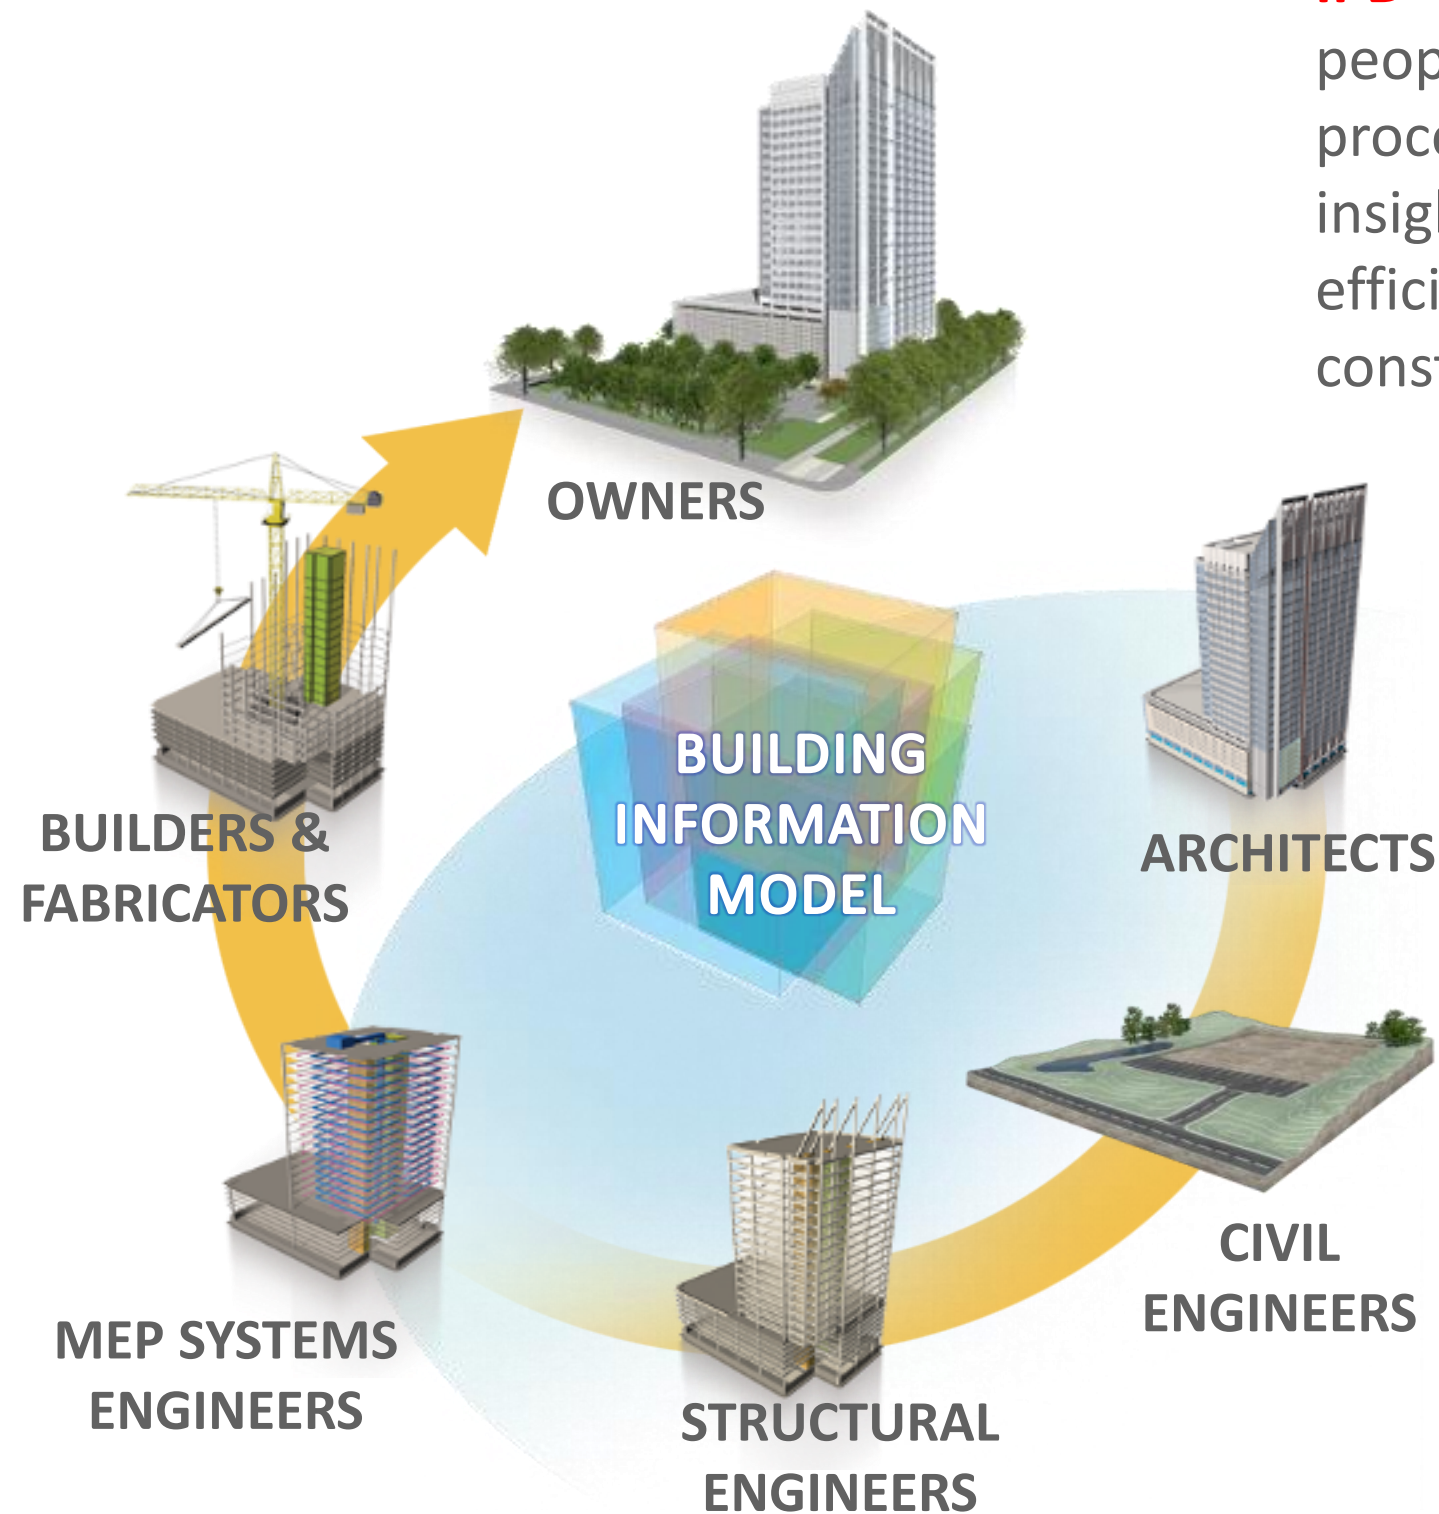 OWNERS
BUILDING
INFORMATION
MODEL
BUILDERS &
FABRICATORS
ARCHITECTS
CIVIL
ENGINEERS
MEP SYSTEMS
ENGINEERS
STRUCTURAL
ENGINEERS